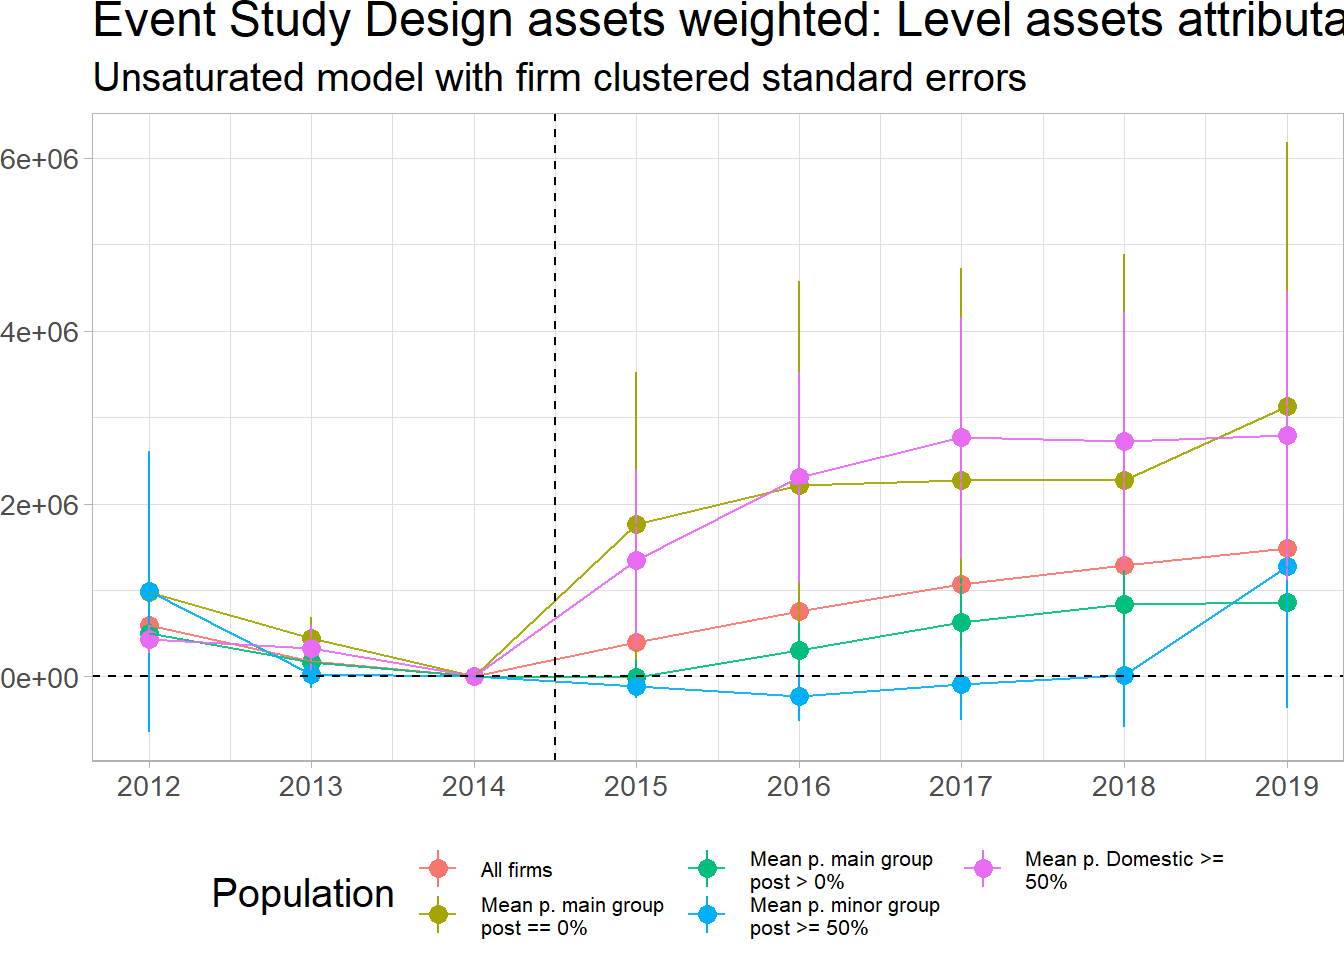 Event Study Design assets weighted: Level assets attributa
Unsaturated model with firm clustered standard errors
6e+06
4e+06
2e+06
0e+00
2012 2013 2014 2015 2016 2017 2018 2019
Population
All firms
Mean p. main group
post == 0%
Mean p. main group
post > 0%
Mean p. minor group
post >= 50%
Mean p. Domestic >=
50%